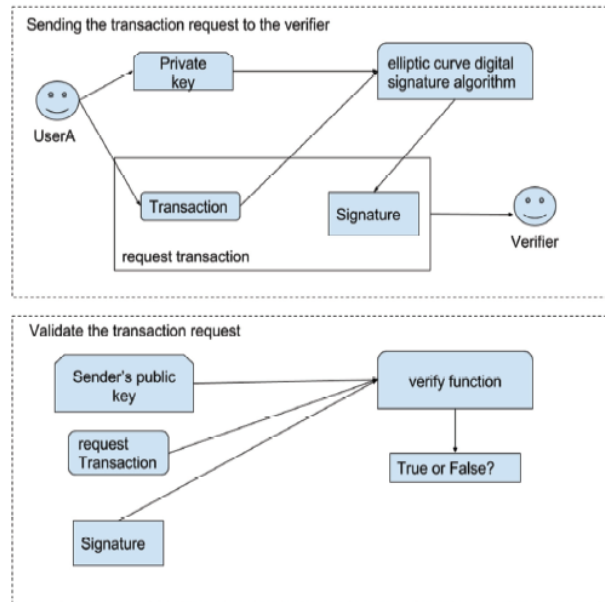 Sending the transaction request to the verifier
Private
key
elliptic curve digital
signature algorithm
UserA
Transaction
Signature
request transaction
Verifier
Validate the transaction request
Sender's public
key
verify function
request
Transaction
True or False?
Signature